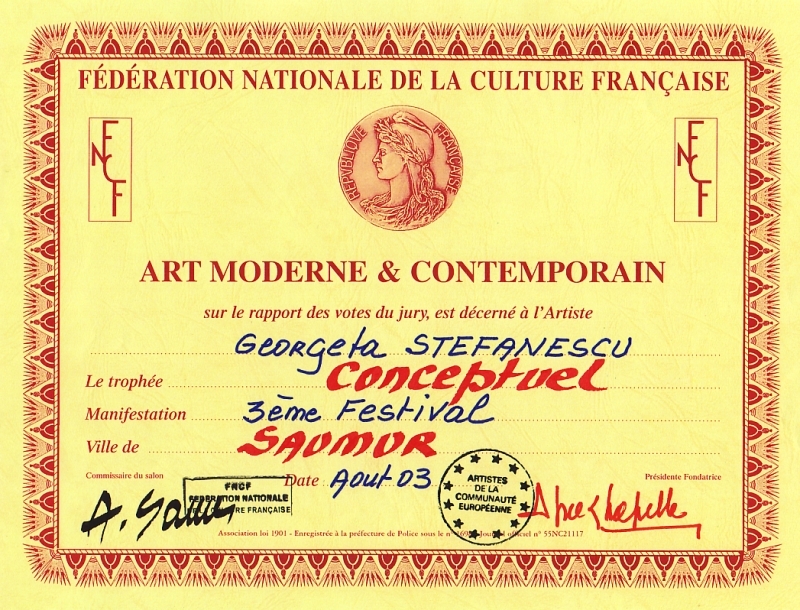 FÉDÉRATION NATIONALE DE LA CULTURE FRANÇAISE
FNCF
RÉPUBLIQUE FRANÇAISE
FNCF
ART MODERNE & CONTEMPORAIN
sur le rapport des votes du jury, est décerné à l'Artiste
Georgeta STEFANESCU
Le trophée Conceptuel
Manifestation 3ème Festival
Ville de SAUMUR
Commissaire du salon
Date Aout 03
Présidente Fondatrice
FNCF
FEDERATION NATIONALE
FRANÇAISE
ARTISTES
DE LA
COMMUNAUTÉ
EUROPÉENNE
A.
Association loi 1901 - Enregistrée à la préfecture de Police sous le officiel n° 55NC21117